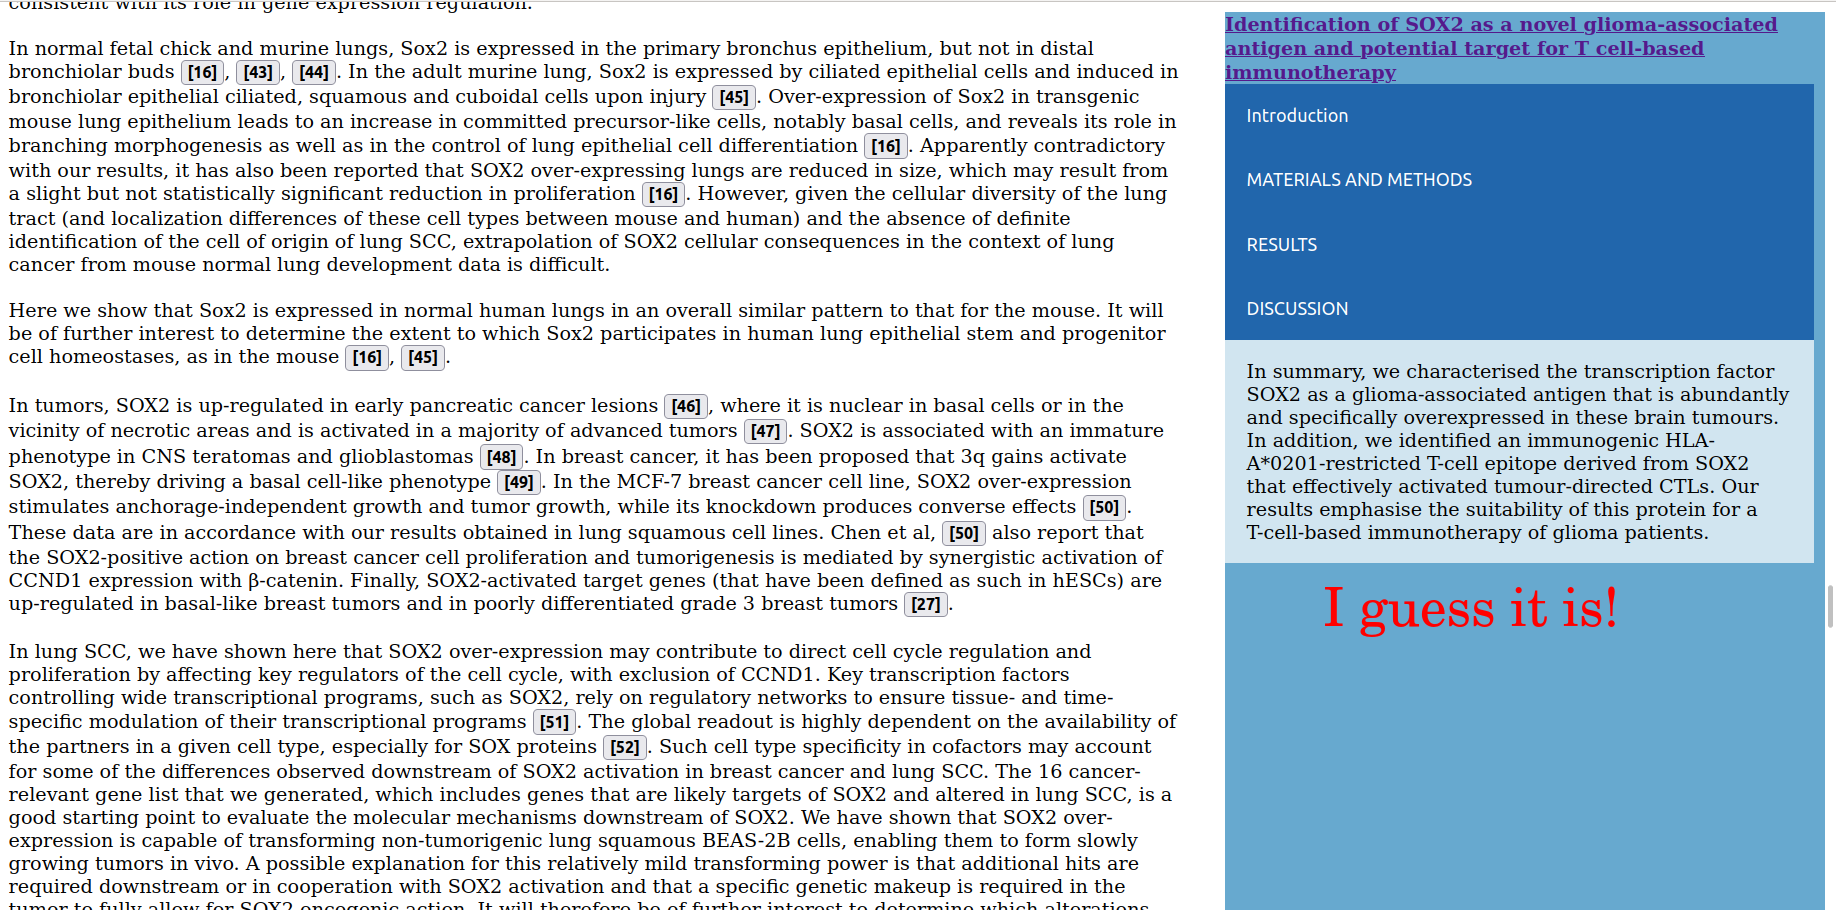 consistent with its role in gene expression regulation.
In normal fetal chick and murine lungs, Sox2 is expressed in the primary bronchus epithelium, but not in distal
bronchiolar buds [16], [43], [44]. In the adult murine lung, Sox2 is expressed by ciliated epithelial cells and induced in
bronchiolar epithelial ciliated, squamous and cuboidal cells upon injury [45]. Over-expression of Sox2 in transgenic
mouse lung epithelium leads to an increase in committed precursor-like cells, notably basal cells, and reveals its role in
branching morphogenesis as well as in the control of lung epithelial cell differentiation [16]. Apparently contradictory
with our results, it has also been reported that SOX2 over-expressing lungs are reduced in size, which may result from
a slight but not statistically significant reduction in proliferation [16]. However, given the cellular diversity of the lung
tract (and localization differences of these cell types between mouse and human) and the absence of definite
identification of the cell of origin of lung SCC, extrapolation of SOX2 cellular consequences in the context of lung
cancer from mouse normal lung development data is difficult.
Here we show that Sox2 is expressed in normal human lungs in an overall similar pattern to that for the mouse. It will
be of further interest to determine the extent to which Sox2 participates in human lung epithelial stem and progenitor
cell homeostases, as in the mouse [16], [45].
In tumors, SOX2 is up-regulated in early pancreatic cancer lesions [46], where it is nuclear in basal cells or in the
vicinity of necrotic areas and is activated in a majority of advanced tumors [47]. SOX2 is associated with an immature
phenotype in CNS teratomas and glioblastomas [48]. In breast cancer, it has been proposed that 3q gains activate
SOX2, thereby driving a basal cell-like phenotype [49]. In the MCF-7 breast cancer cell line, SOX2 over-expression
stimulates anchorage-independent growth and tumor growth, while its knockdown produces converse effects [50].
These data are in accordance with our results obtained in lung squamous cell lines. Chen et al, [50] also report that
the SOX2-positive action on breast cancer cell proliferation and tumorigenesis is mediated by synergistic activation of
CCND1 expression with β-catenin. Finally, SOX2-activated target genes (that have been defined as such in hESCs) are
up-regulated in basal-like breast tumors and in poorly differentiated grade 3 breast tumors [27].
In lung SCC, we have shown here that SOX2 over-expression may contribute to direct cell cycle regulation and
proliferation by affecting key regulators of the cell cycle, with exclusion of CCND1. Key transcription factors
controlling wide transcriptional programs, such as SOX2, rely on regulatory networks to ensure tissue- and time-
specific modulation of their transcriptional programs [51]. The global readout is highly dependent on the availability of
the partners in a given cell type, especially for SOX proteins [52]. Such cell type specificity in cofactors may account
for some of the differences observed downstream of SOX2 activation in breast cancer and lung SCC. The 16 cancer-
relevant gene list that we generated, which includes genes that are likely targets of SOX2 and altered in lung SCC, is a
good starting point to evaluate the molecular mechanisms downstream of SOX2. We have shown that SOX2 over-
expression is capable of transforming non-tumorigenic lung squamous BEAS-2B cells, enabling them to form slowly
growing tumors in vivo. A possible explanation for this relatively mild transforming power is that additional hits are
required downstream or in cooperation with SOX2 activation and that a specific genetic makeup is required in the
tumor to fully allow for SOX2 oncogenic action. It will therefore be of further interest to determine which alterations
Identification of SOX2 as a novel glioma-associated
antigen and potential target for T cell-based
immunotherapy
Introduction
MATERIALS AND METHODS
RESULTS
DISCUSSION
In summary, we characterised the transcription factor
SOX2 as a glioma-associated antigen that is abundantly
and specifically overexpressed in these brain tumours.
In addition, we identified an immunogenic HLA-
A*0201-restricted T-cell epitope derived from SOX2
that effectively activated tumour-directed CTLs. Our
results emphasise the suitability of this protein for a
T-cell-based immunotherapy of glioma patients.
I guess it is!